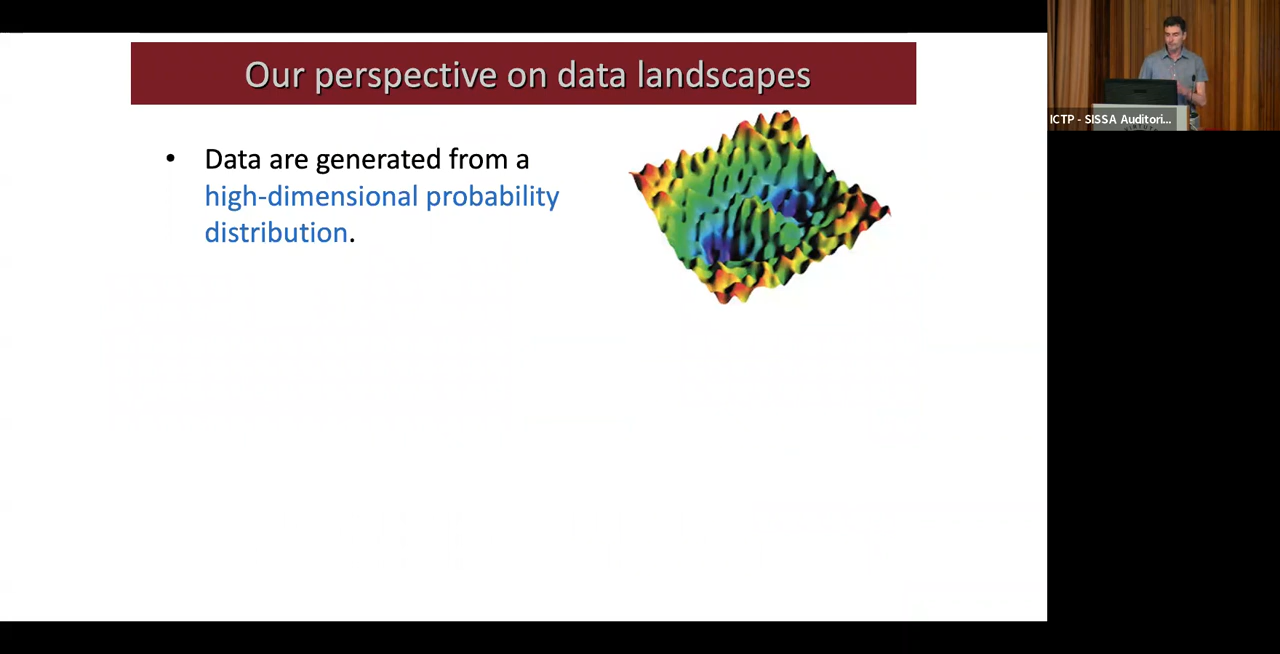 Our perspective on data landscapes
• Data are generated from a
high-dimensional probability
distribution.
ICTP - SISSA Auditori...